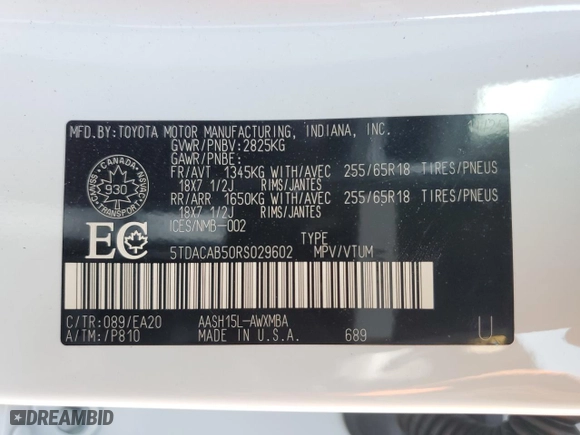 MFD.BY:TOYOTA MOTOR MANUFACTURING, INDIANA, INC.
GVWR/PNBV:2825KG
GAWR/PNBE:
FR/AVT 1345KG WITH/AVEC 255/65R18 TIRES/PNEUS
18X7 1/2J RIMS/JANTES
RR/ARR 1650KG WITH/AVEC 255/65R18 TIRES/PNEUS
18X7 1/2J RIMS/JANTES
ICES/NMB-002
CANADA
CMVSS NSVAC
930
TRANSPORT
EC
TYPE
5TDACAB50RS029602 MPV/VTUM
C/TR:089/EA20 AASH15L-AWXMBA
A/TM:/P810 MADE IN U.S.A. 689 U
DREAMBID